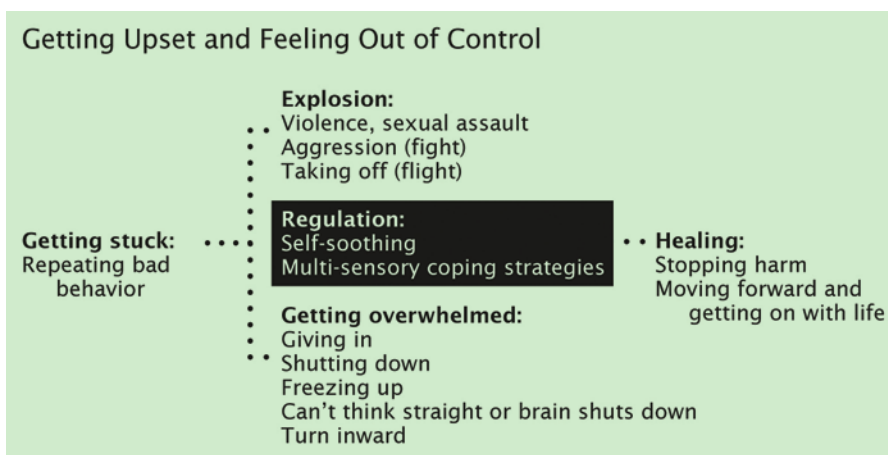 Getting Upset and Feeling Out of Control
Explosion:
Violence, sexual assault
Aggression (fight)
Taking off (flight)
Getting stuck:
Repeating bad
behavior
Regulation:
Self-soothing
Multi-sensory coping strategies
Healing:
Stopping harm
Moving forward and
getting on with life
Getting overwhelmed:
Giving in
Shutting down
Freezing up
Can't think straight or brain shuts down
Turn inward